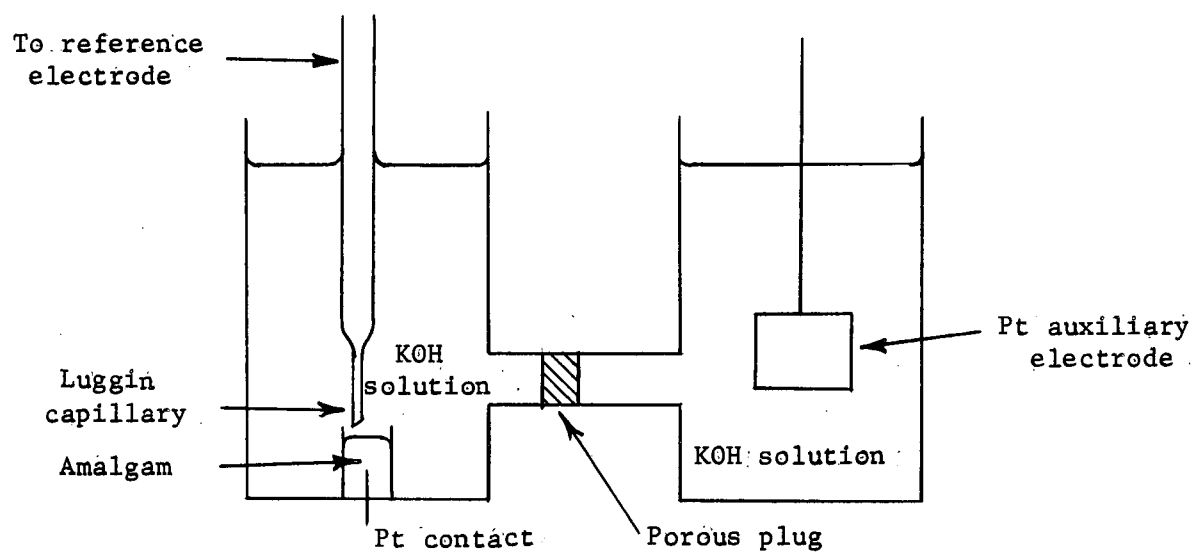 To reference
electrode
KOH
solution
Luggin
capillary
Amalgam
Pt contact
Porous plug
KOH solution
Pt auxiliary
electrode